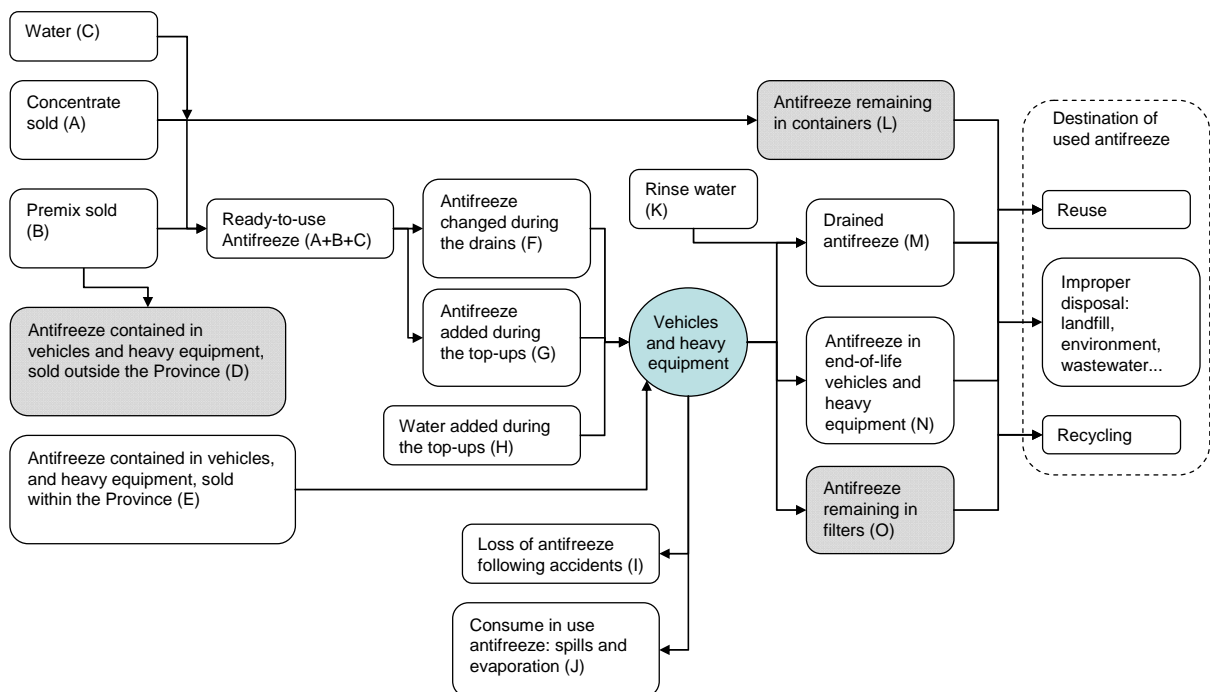 Water (C)
Concentrate
sold (A)
Premix sold
(B)
Antifreeze contained in
vehicles and heavy equipment,
sold outside the Province (D)
Antifreeze contained in vehicles,
and heavy equipment, sold
within the Province (E)
Ready-to-use
Antifreeze (A+B+C)
Antifreeze
changed during
the drains (F)
Antifreeze
added during
the top-ups (G)
Water added during
the top-ups (H)
Vehicles
and heavy
equipment
Loss of antifreeze
following accidents (I)
Consume in use
antifreeze: spills and
evaporation (J)
Rinse water
(K)
Antifreeze remaining
in containers (L)
Drained
antifreeze (M)
Antifreeze in
end-of-life
vehicles and
heavy
equipment (N)
Antifreeze
remaining in
filters (O)
Destination of
used antifreeze
Reuse
Improper
disposal:
landfill,
environment,
wastewater...
Recycling